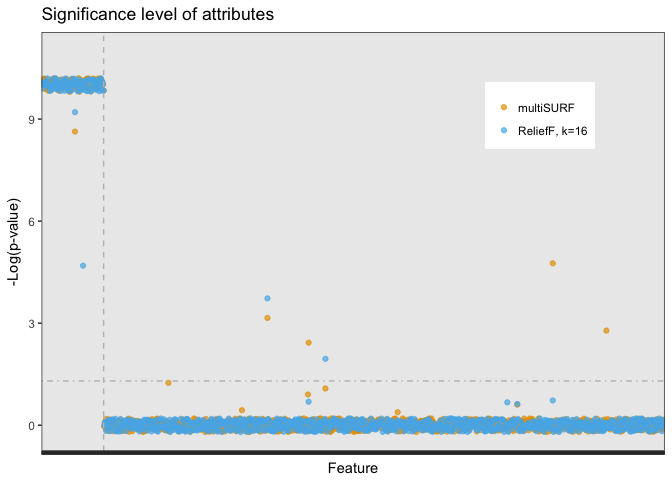 Significance level of attributes
-Log(p-value)
9
6
3
0
multiSURF
ReliefF, k=16
Feature